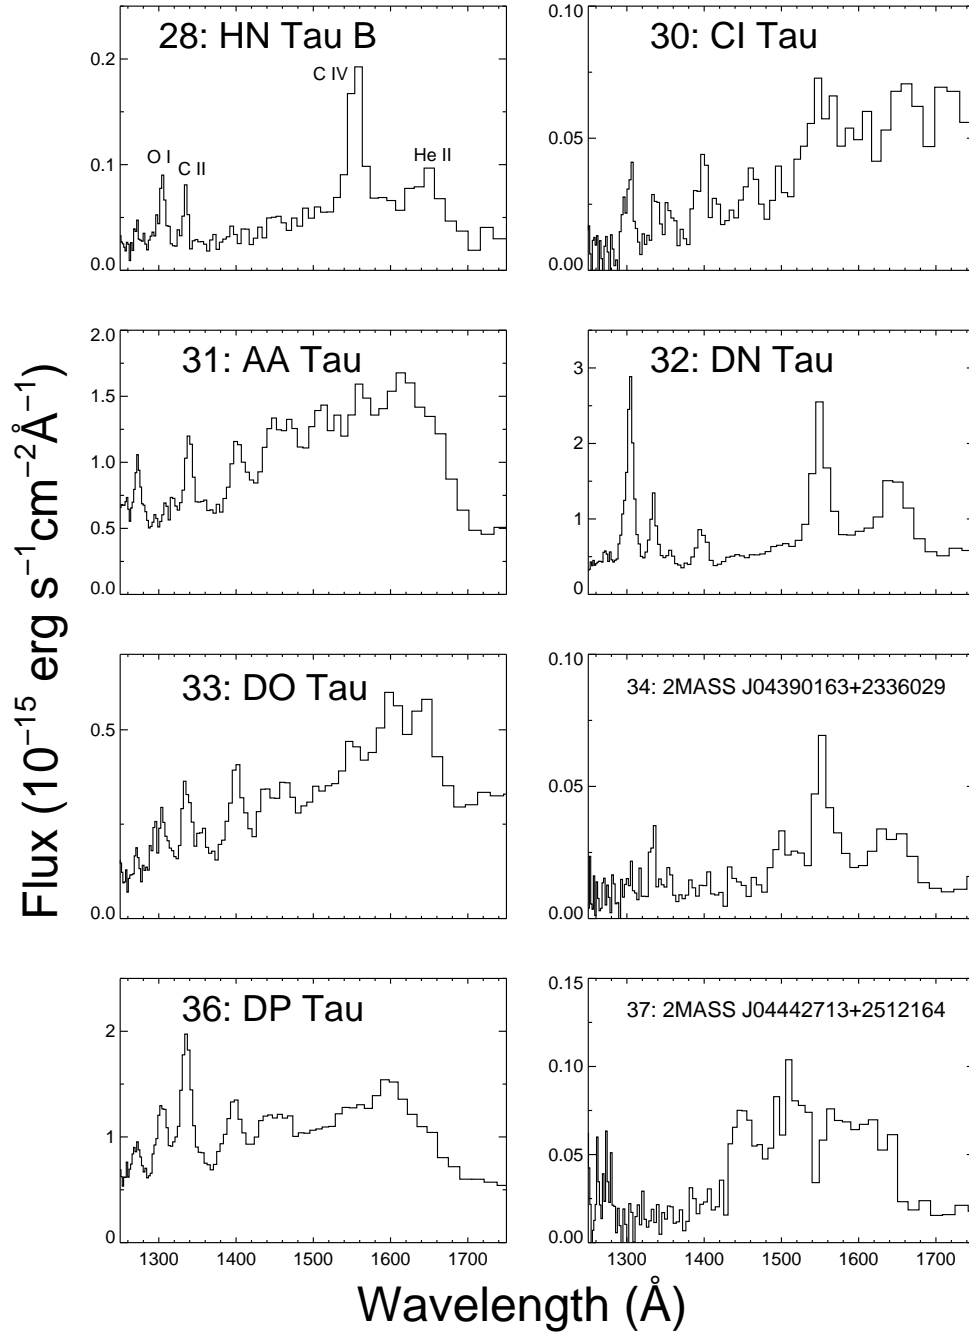 28: HN Tau B
30: CI Tau
C IV
O I
C II
He II
0.2
0.1
0.0
0.10
0.05
0.00
31: AA Tau
32: DN Tau
2.0
1.5
1.0
0.5
0.0
3
2
1
0
33: DO Tau
34: 2MASS J04390163+2336029
0.5
0.0
0.10
0.05
0.00
36: DP Tau
37: 2MASS J04442713+2512164
2
1
0
0.15
0.10
0.05
0.00
1300 1400 1500 1600 1700
1300 1400 1500 1600 1700
Flux (10−15 erg s−1cm−2Å−1)
Wavelength (Å)